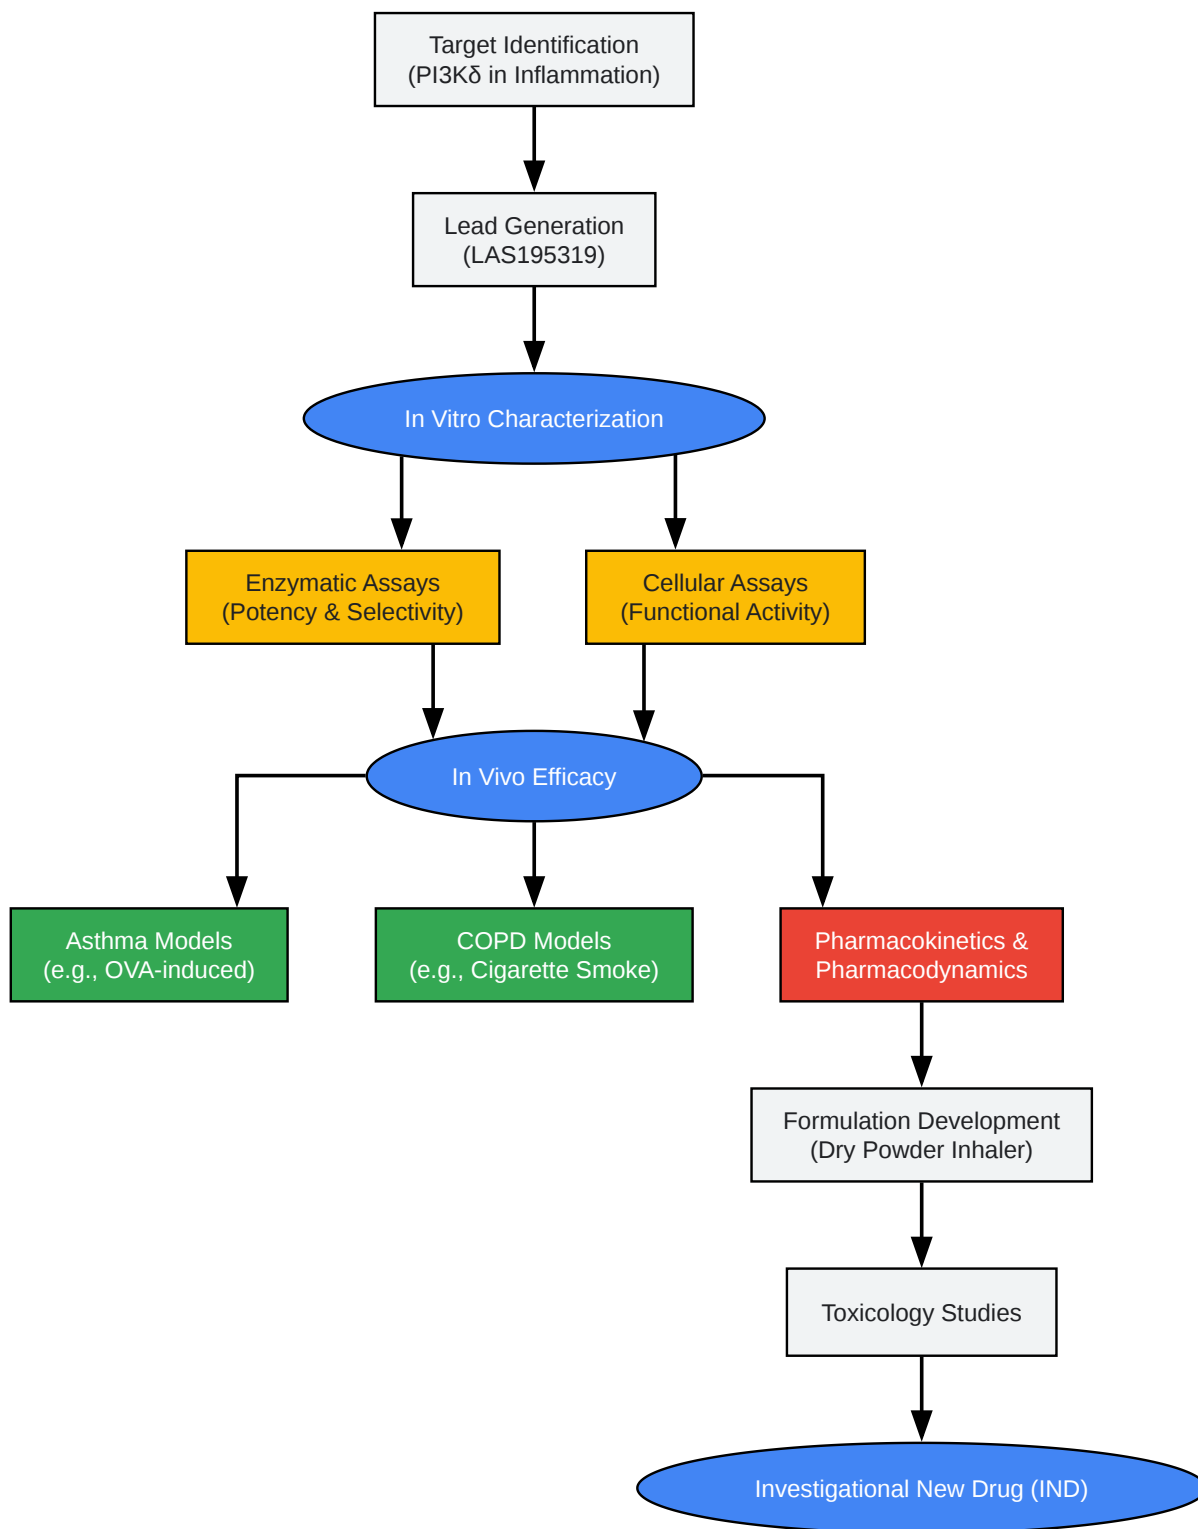 Target Identification
(PI3Kδ in Inflammation)
Lead Generation
(LAS195319)
In Vitro Characterization
Enzymatic Assays
(Potency & Selectivity)
Cellular Assays
(Functional Activity)
In Vivo Efficacy
Asthma Models
(e.g., OVA-induced)
COPD Models
(e.g., Cigarette Smoke)
Pharmacokinetics &
Pharmacodynamics
Formulation Development
(Dry Powder Inhaler)
Toxicology Studies
Investigational New Drug (IND)